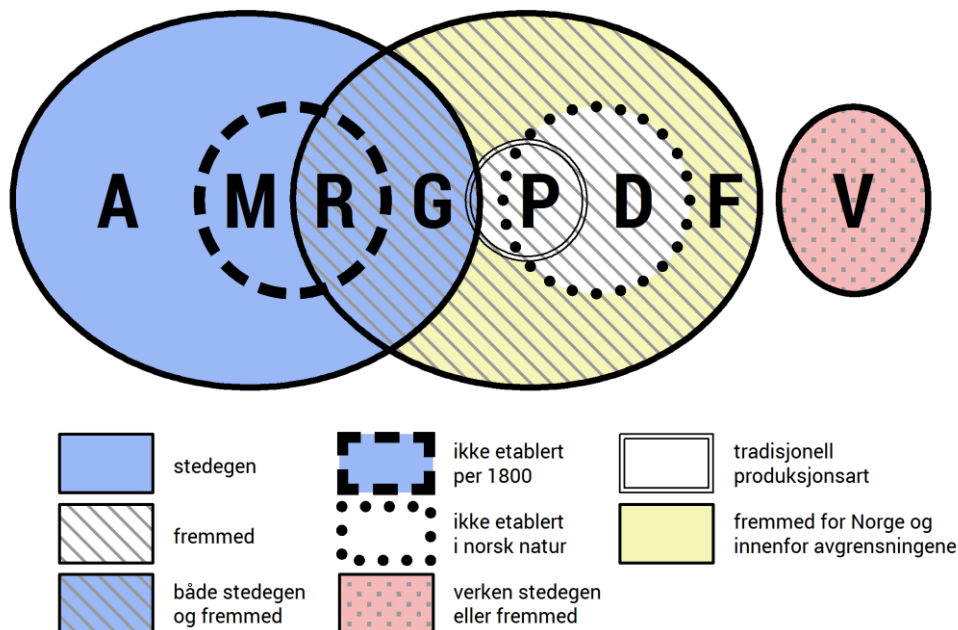 A M R G P D F V
stedegen
fremmed
både stedegen
og fremmed
ikke etablert
per 1800
ikke etablert
i norsk natur
verken stedegen
eller fremmed
tradisjonell
produksjonsart
fremmed for Norge og
innenfor avgrensningene